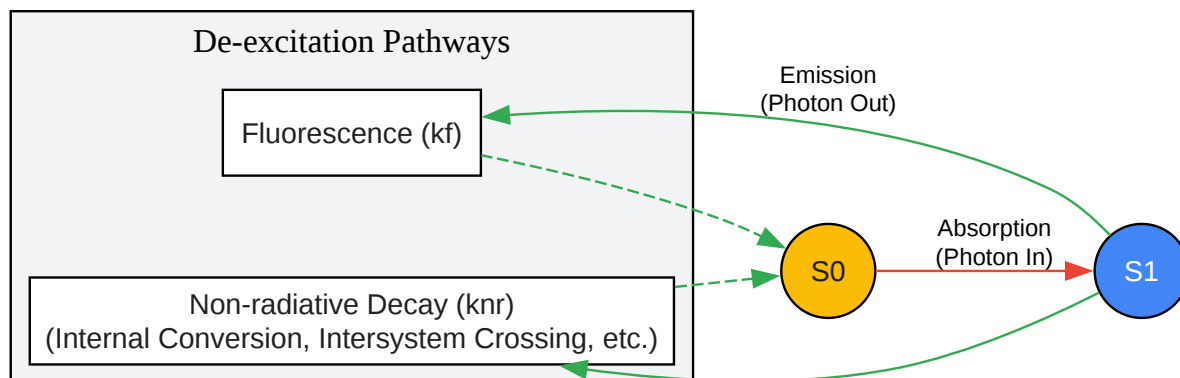 De-excitation Pathways
Emission
(Photon Out)
Fluorescence (kf)
Absorption
(Photon In)
S0
S1
Non-radiative Decay (knr)
(Internal Conversion, Intersystem Crossing, etc.)